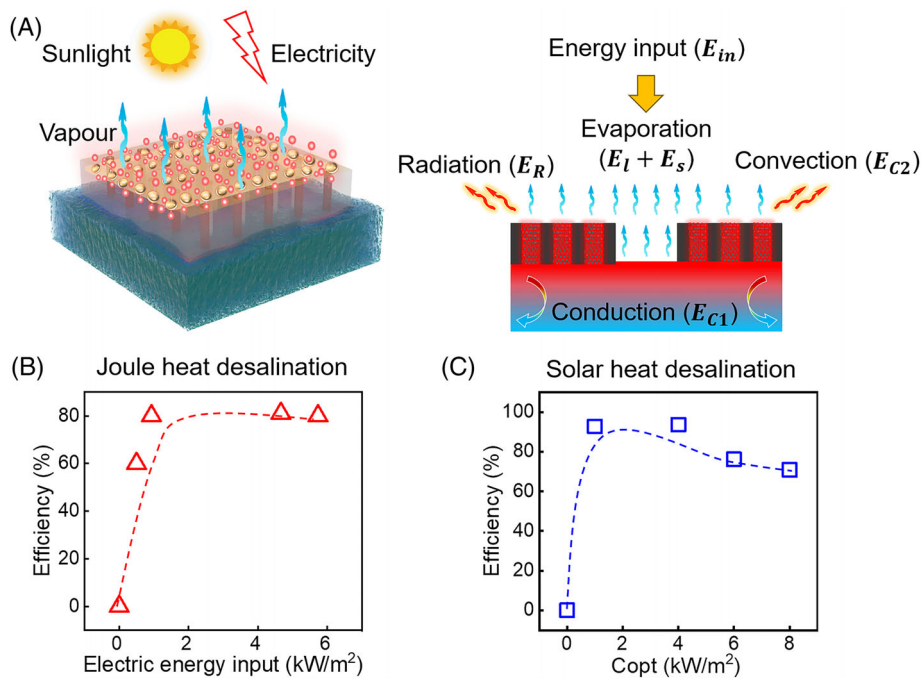 (A)
Sunlight
Electricity
Vapour
Energy input (E_in)
Evaporation
(E_l + E_s)
Radiation (E_R)
Convection (E_C2)
Conduction (E_C1)
(B)
Joule heat desalination
Efficiency (%)
80
60
40
20
0
0 2 4 6 8
Electric energy input (kW/m²)
(C)
Solar heat desalination
Efficiency (%)
100
80
60
40
20
0
0 2 4 6 8
Copt (kW/m²)